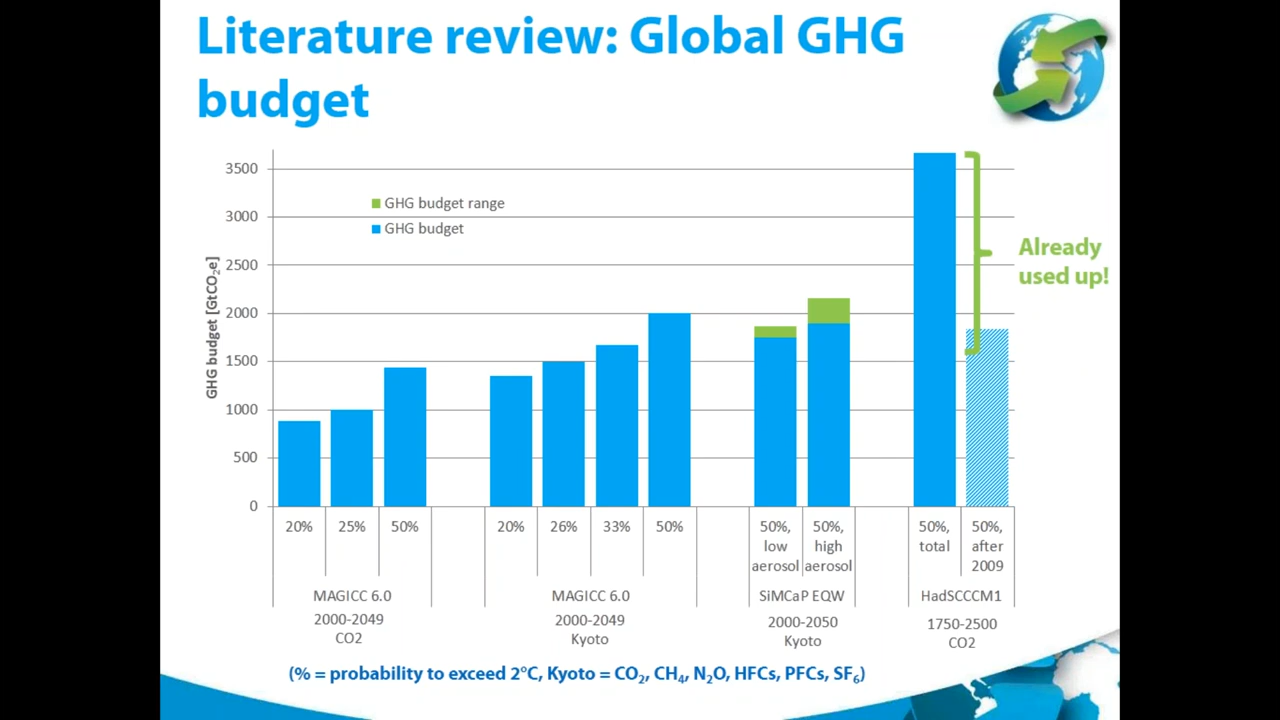 Literature review: Global GHG
budget
3500
3000
2500
2000
1500
1000
500
0
GHG budget [GtCO₂e]
GHG budget range
GHG budget
Already
used up!
20% 25% 50%
20% 26% 33% 50%
50%, low aerosol
50%, high aerosol
50%, total
50%, after 2009
MAGICC 6.0 MAGICC 6.0 SiMCaP EQW HadSCCCM1
2000-2049 2000-2049 2000-2050 1750-2500
CO2 Kyoto Kyoto CO2
(% = probability to exceed 2°C, Kyoto = CO₂, CH₄, N₂O, HFCs, PFCs, SF₆)